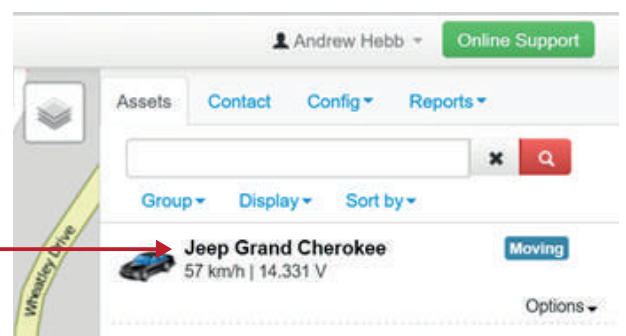 Andrew Hebb
Online Support
Assets Contact Config Reports
Group Display Sort by
Jeep Grand Cherokee
Moving
57 km/h | 14.331 V
Options
Wheatley Drive